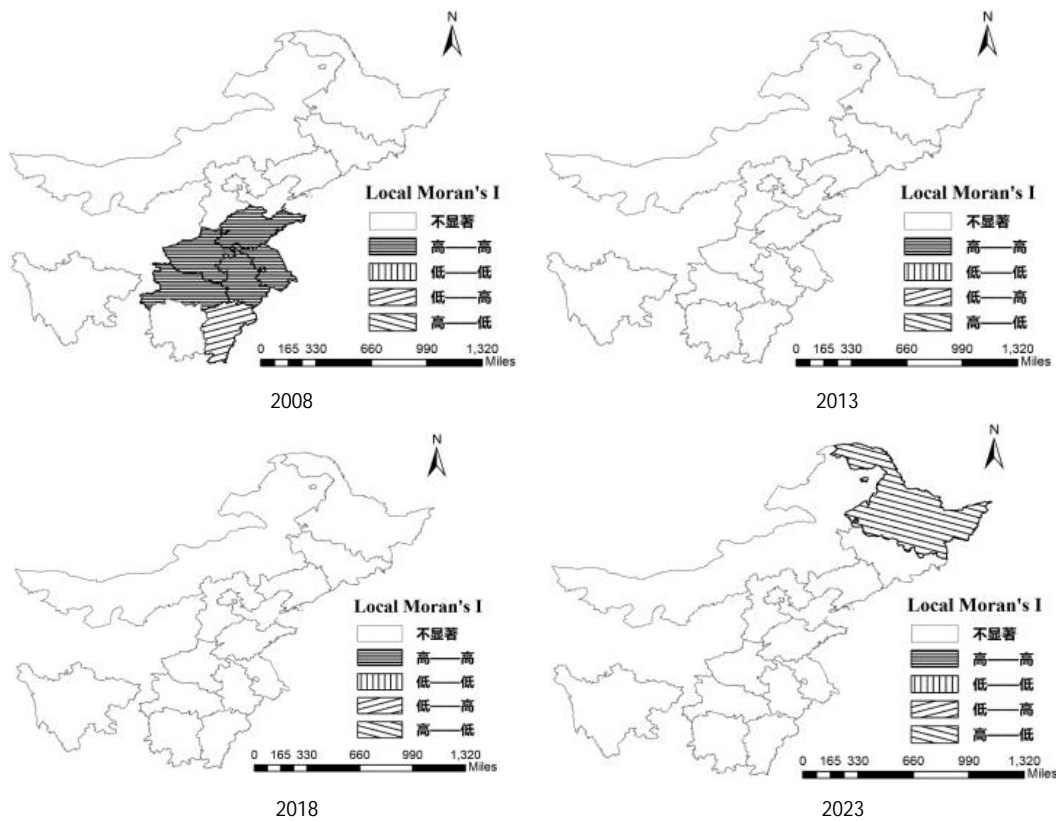 N
Local Moran's I
不显著
高——高
低——低
低——高
高——低
0 165 330 660 990 1,320
Miles
2008
N
Local Moran's I
不显著
高——高
低——低
低——高
高——低
0 165 330 660 990 1,320
Miles
2013
N
Local Moran's I
不显著
高——高
低——低
低——高
高——低
0 165 330 660 990 1,320
Miles
2018
N
Local Moran's I
不显著
高——高
低——低
低——高
高——低
0 165 330 660 990 1,320
Miles
2023